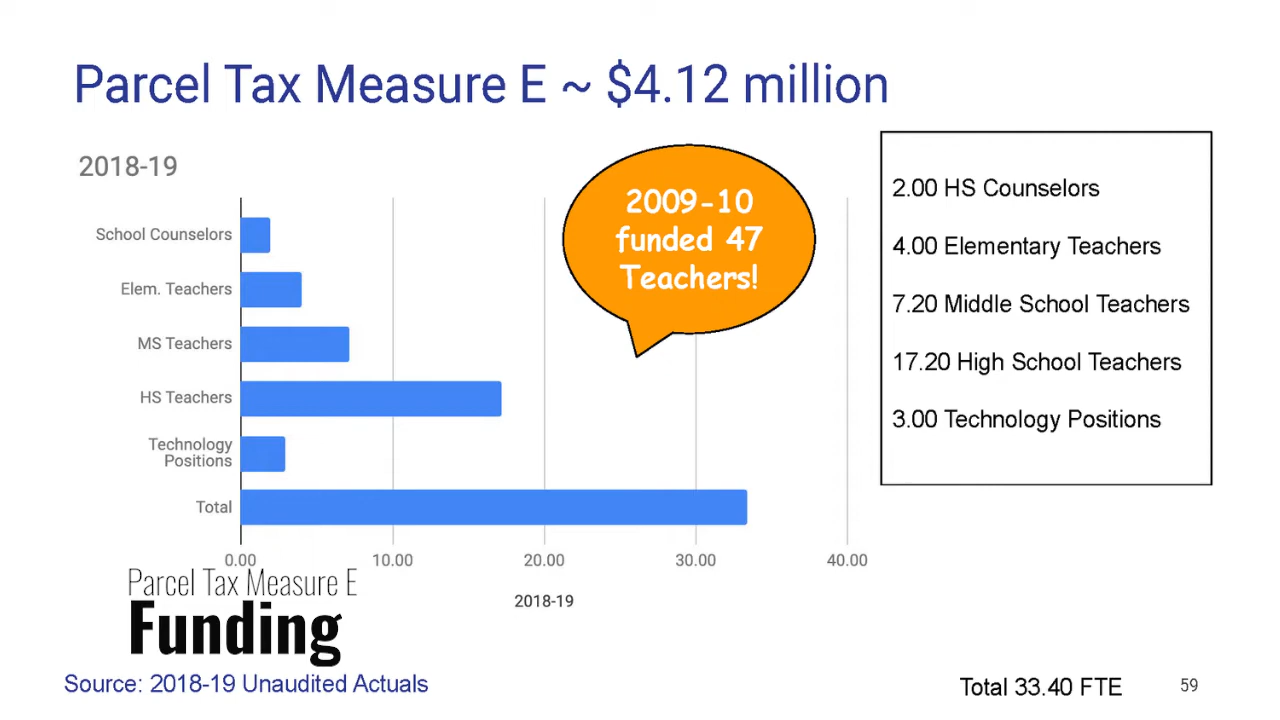 Parcel Tax Measure E ~ $4.12 million
2018-19
School Counselors
Elem. Teachers
MS Teachers
HS Teachers
Technology
Positions
Total
0.00
10.00
20.00
30.00
40.00
2018-19
2009-10
funded 47
Teachers!
2.00 HS Counselors
4.00 Elementary Teachers
7.20 Middle School Teachers
17.20 High School Teachers
3.00 Technology Positions
Parcel Tax Measure E
Funding
Source: 2018-19 Unaudited Actuals
Total 33.40 FTE
59